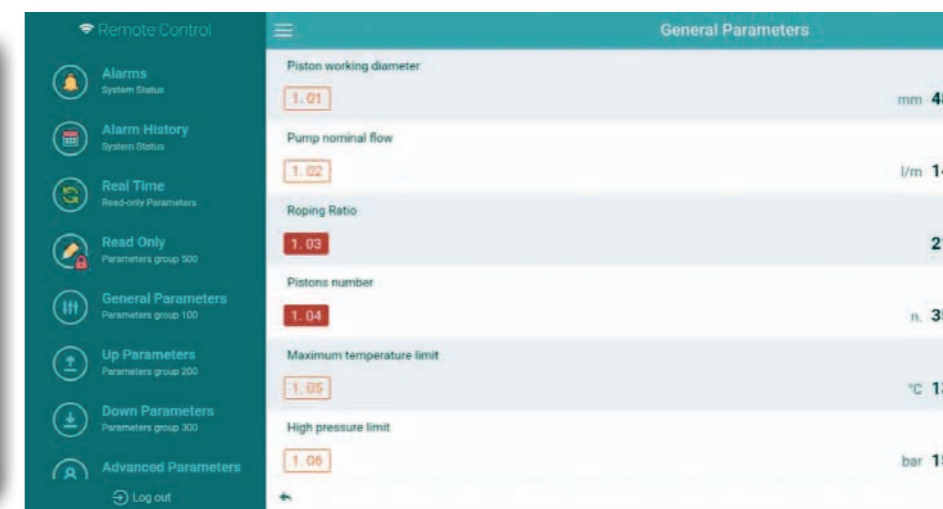 Remote Control
Alarms
System Status
Alarm History
System Status
Real Time
Read-only Parameters
Read Only
Parameters group 500
General Parameters
Parameters group 100
Up Parameters
Parameters group 200
Down Parameters
Parameters group 300
Advanced Parameters
Log out
General Parameters
Piston working diameter
1. 01
mm
Pump nominal flow
1. 02
l/m
Roping Ratio
1. 03
Pistons number
1. 04
n.
Maximum temperature limit
1. 05
°C
High pressure limit
1. 06
bar